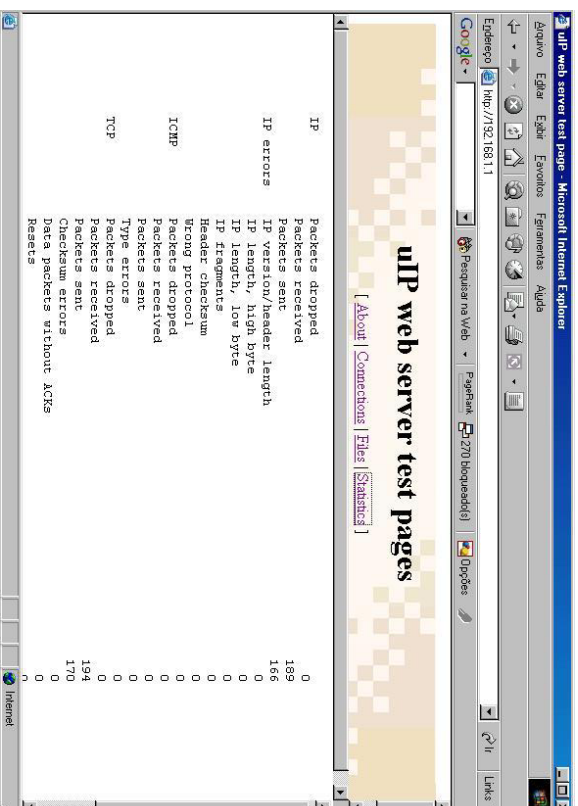 uIP web server test page - Microsoft Internet Explorer
Arquivo Editar Exibir Favoritos Ferramentas Ajuda
Endereço http://192.168.1.1 Ir Links
Google Pesquisar na Web PageRank 270 bloqueado(s) Opções
uIP web server test pages
[ About | Connections | Files | Statistics ]
IP Packets dropped 0
Packets received 189
Packets sent 166
IP errors IP version/header length 0
IP length, high byte 0
IP length, low byte 0
IP fragments 0
Header checksum 0
Wrong protocol 0
ICMP Packets dropped 0
Packets received 0
Packets sent 0
Type errors 0
TCP Packets dropped 0
Packets received 194
Packets sent 170
Checksum errors 0
Data packets without ACKs 0
Resets 0
Internet